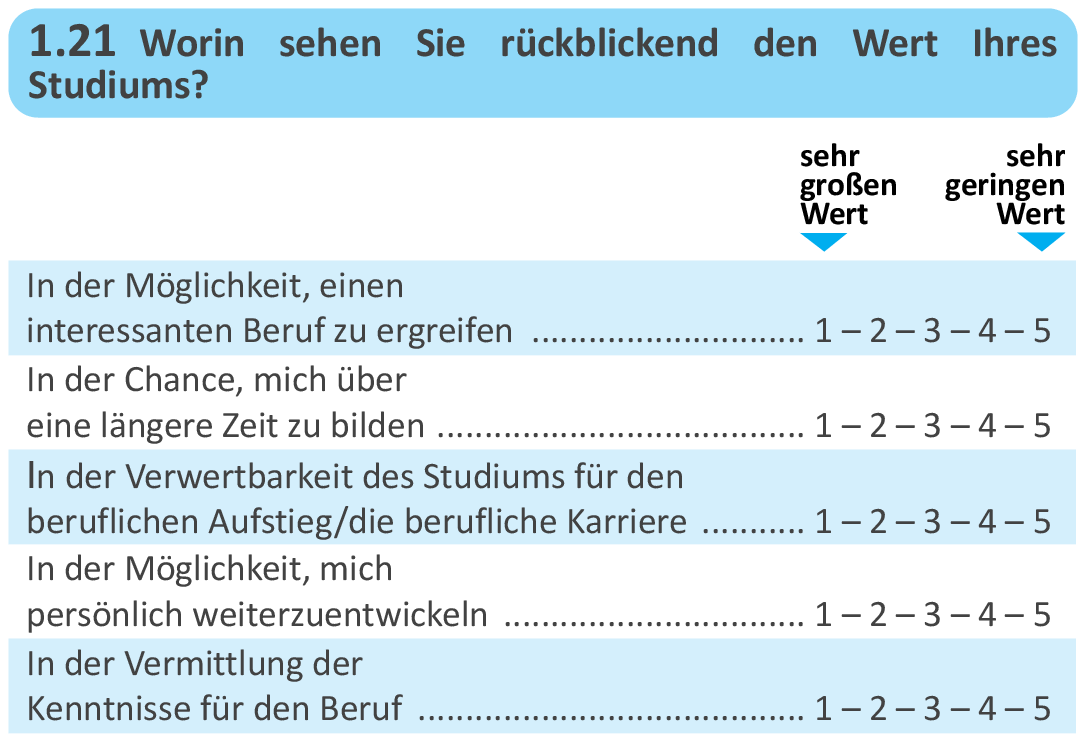 1.21 Worin sehen Sie rückblickend den Wert Ihres
Studiums?
sehr großen Wert
sehr geringen Wert
In der Möglichkeit, einen
interessanten Beruf zu ergreifen ............................. 1 – 2 – 3 – 4 – 5
In der Chance, mich über
eine längere Zeit zu bilden ....................................... 1 – 2 – 3 – 4 – 5
In der Verwertbarkeit des Studiums für den
beruflichen Aufstieg/die berufliche Karriere ........... 1 – 2 – 3 – 4 – 5
In der Möglichkeit, mich
persönlich weiterzuentwickeln ................................ 1 – 2 – 3 – 4 – 5
In der Vermittlung der
Kenntnisse für den Beruf ......................................... 1 – 2 – 3 – 4 – 5